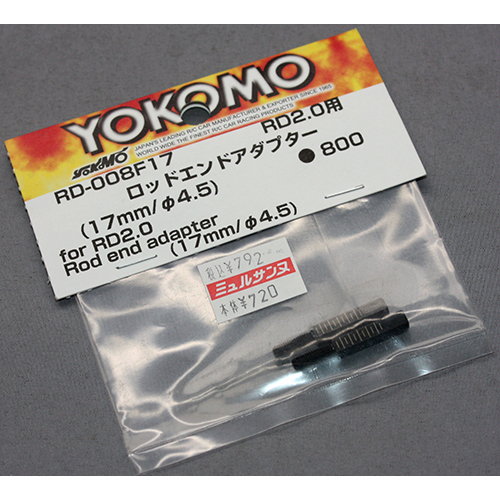 YOKOMO
JAPAN'S LEADING R/C CAR MANUFACTURER & EXPORTER SINCE 1965
WORLD WIDE THE FINEST R/C CAR RACING PRODUCTS
YOKOMO
RD-008F17
RD2.0用
ロッドエンドアダプター
(17mm/φ4.5)
●800
for RD2.0
Rod end adapter
(17mm/φ4.5)
税込¥792
ミュルサンヌ
本体¥720